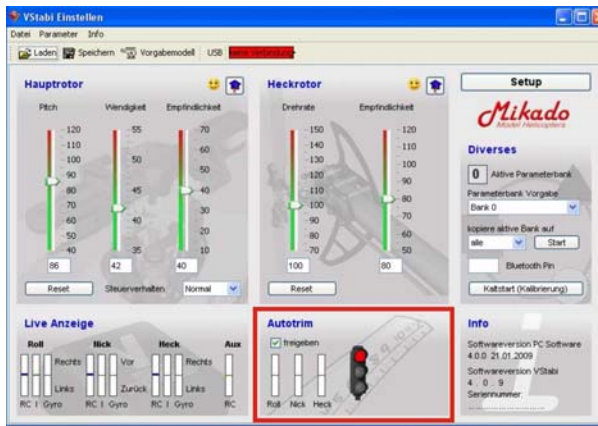 VStabi Einstellen
Datei Parameter Info
Laden Speichern Vorgabemodell USB keine Verbindung
Hauptrotor
Pitch Wendigkeit Empfindlichkeit
120
110
100
90
80
70
60
50
40
55
50
45
40
35
70
60
50
40
30
20
10
86 42 40
Reset Steuerverhalten Normal
Heckrotor
Drehrate Empfindlichkeit
150
140
130
120
110
100
90
80
70
120
110
100
90
80
70
60
50
100 80
Reset
Setup
Mikado
Model Helicopters
Diverses
0 Aktive Parameterbank
Parameterbank Vorgabe
Bank 0
kopiere aktive Bank auf
alle Start
Bluetooth Pin
Kaltstart (Kalibrierung)
Live Anzeige
Roll Nick Heck Aux
Rechts Vor Rechts
Links Zurück Links
RC I Gyro RC I Gyro RC I Gyro RC
Autotrim
freigeben
Roll Nick Heck
Info
Softwareversion PC Software
4.0.0 21.01.2009
Softwareversion VStabi
4 . 0 . 9
Seriennummer: